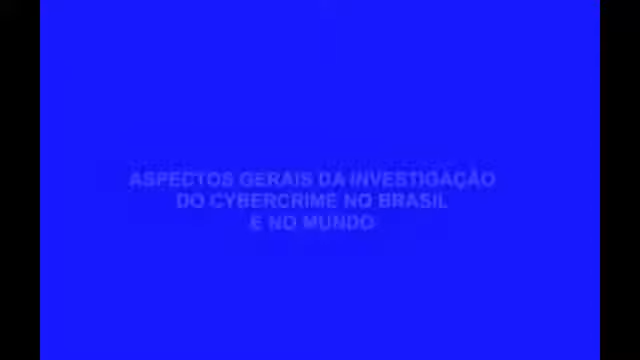 ASPECTOS GERAIS DA INVESTIGAÇÃO
DO CYBERCRIME NO BRASIL
E NO MUNDO